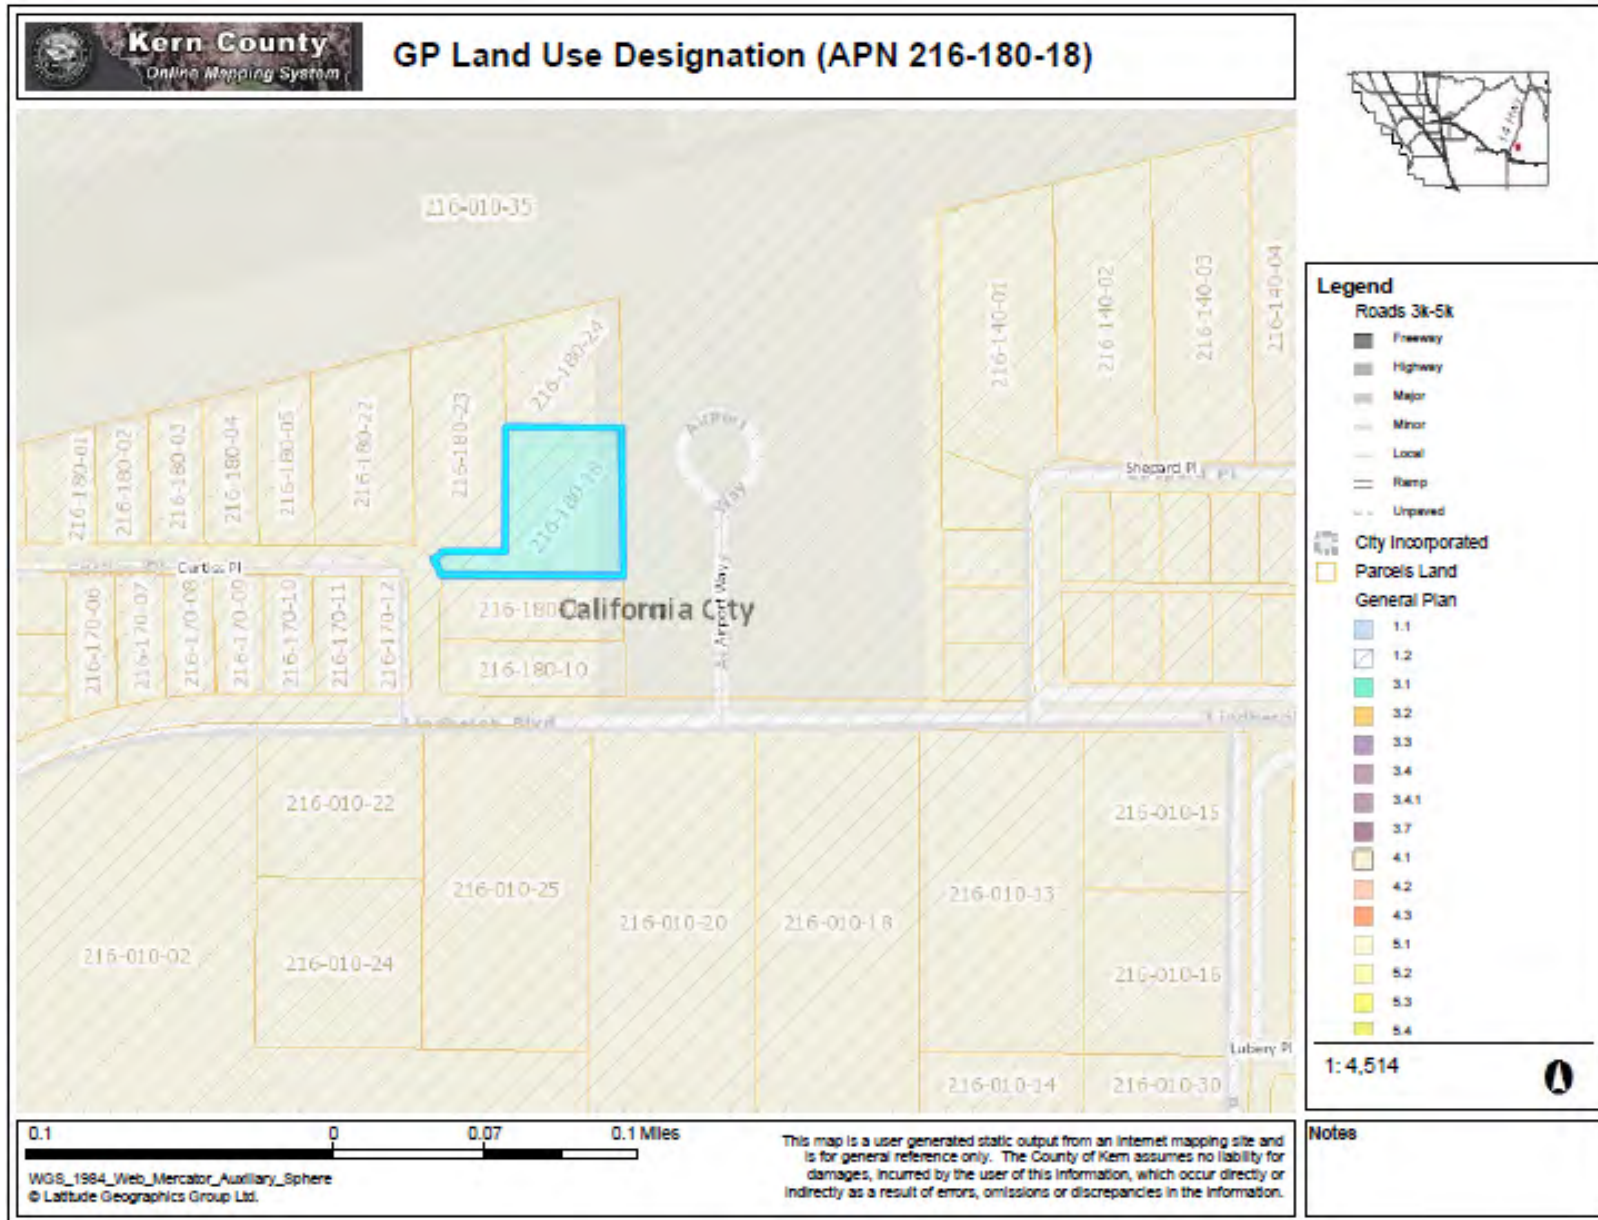 Kern County
Online Mapping System
GP Land Use Designation (APN 216-180-18)
14 Hwy
216-010-35
216-140-01
216-140-02
216-140-03
216-140-04
216-180-24
216-180-23
216-180-22
216-180-05
216-180-04
216-180-03
216-180-02
216-180-01
216-180-18
Airport
Way
Airport Way
Shepard Pl
Curtiss Pl
216-170-06
216-170-07
216-170-08
216-170-09
216-170-10
216-170-11
216-170-12
216-180
California City
216-180-10
Lindbergh Blvd
216-010-22
216-010-15
216-010-25
216-010-13
216-010-20
216-010-18
216-010-02
216-010-24
216-010-16
Lubery Pl
216-010-14
216-010-30
Legend
Roads 3k-5k
Freeway
Highway
Major
Minor
Local
Ramp
Unpaved
City Incorporated
Parcels Land
General Plan
1.1
1.2
3.1
3.2
3.3
3.4
3.4.1
3.7
4.1
4.2
4.3
5.1
5.2
5.3
5.4
1: 4,514
0.1 0 0.07 0.1 Miles
WGS_1984_Web_Mercator_Auxiliary_Sphere
© Latitude Geographics Group Ltd.
This map is a user generated static output from an Internet mapping site and
is for general reference only. The County of Kern assumes no liability for
damages, incurred by the user of this information, which occur directly or
indirectly as a result of errors, omissions or discrepancies in the information.
Notes